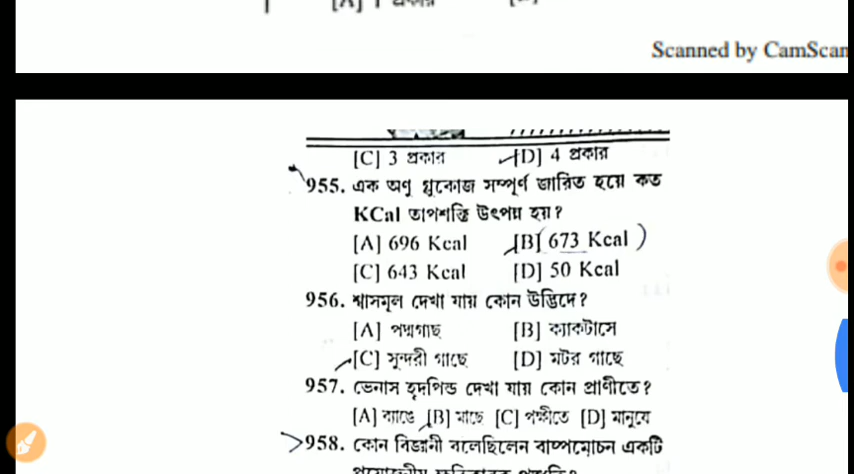 Scanned by CamScan
[C] 3 প্রকার [D] 4 প্রকার
955. এক অণু গ্লুকোজ সম্পূর্ণ জারিত হয়ে কত
KCal তাপশক্তি উৎপন্ন হয়?
[A] 696 Kcal [B] 673 Kcal
[C] 643 Kcal [D] 50 Kcal
956. শ্বাসমূল দেখা যায় কোন উদ্ভিদে?
[A] পদ্মগাছ [B] ক্যাকটাসে
[C] সুন্দরী গাছে [D] মটর গাছে
957. ভেনাস হৃদপিন্ড দেখা যায় কোন প্রাণীতে?
[A] ব্যাঙে [B] মাছে [C] পক্ষীতে [D] মানুষে
958. কোন বিজ্ঞানী বলেছিলেন বাষ্পমোচন একটি